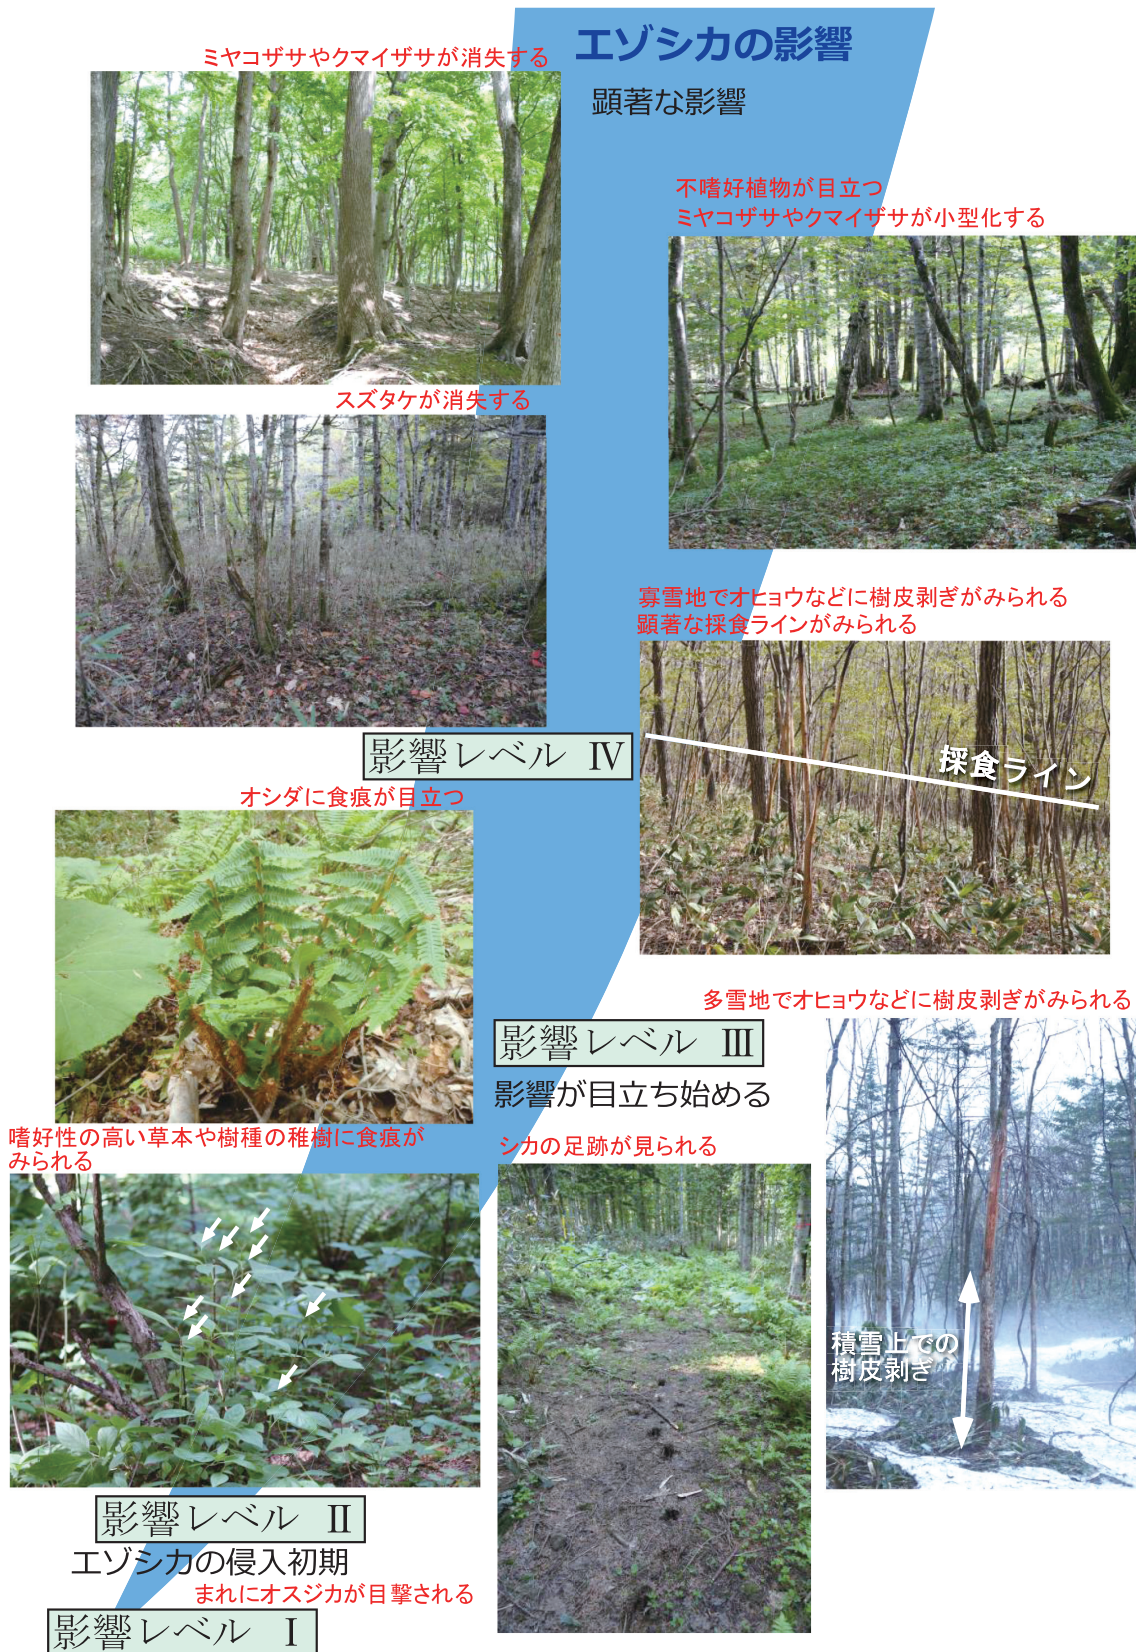 エゾシカの影響
顕著な影響
ミヤコザサやクマイザサが消失する
不嗜好植物が目立つ
ミヤコザサやクマイザサが小型化する
スズタケが消失する
寡雪地でオヒョウなどに樹皮剥ぎがみられる
顕著な採食ラインがみられる
採食ライン
影響レベル Ⅳ
オシダに食痕が目立つ
多雪地でオヒョウなどに樹皮剥ぎがみられる
影響レベル Ⅲ
影響が目立ち始める
嗜好性の高い草本や樹種の稚樹に食痕が
みられる
シカの足跡が見られる
積雪上での
樹皮剥ぎ
影響レベル Ⅱ
エゾシカの侵入初期
まれにオスジカが目撃される
影響レベル Ⅰ